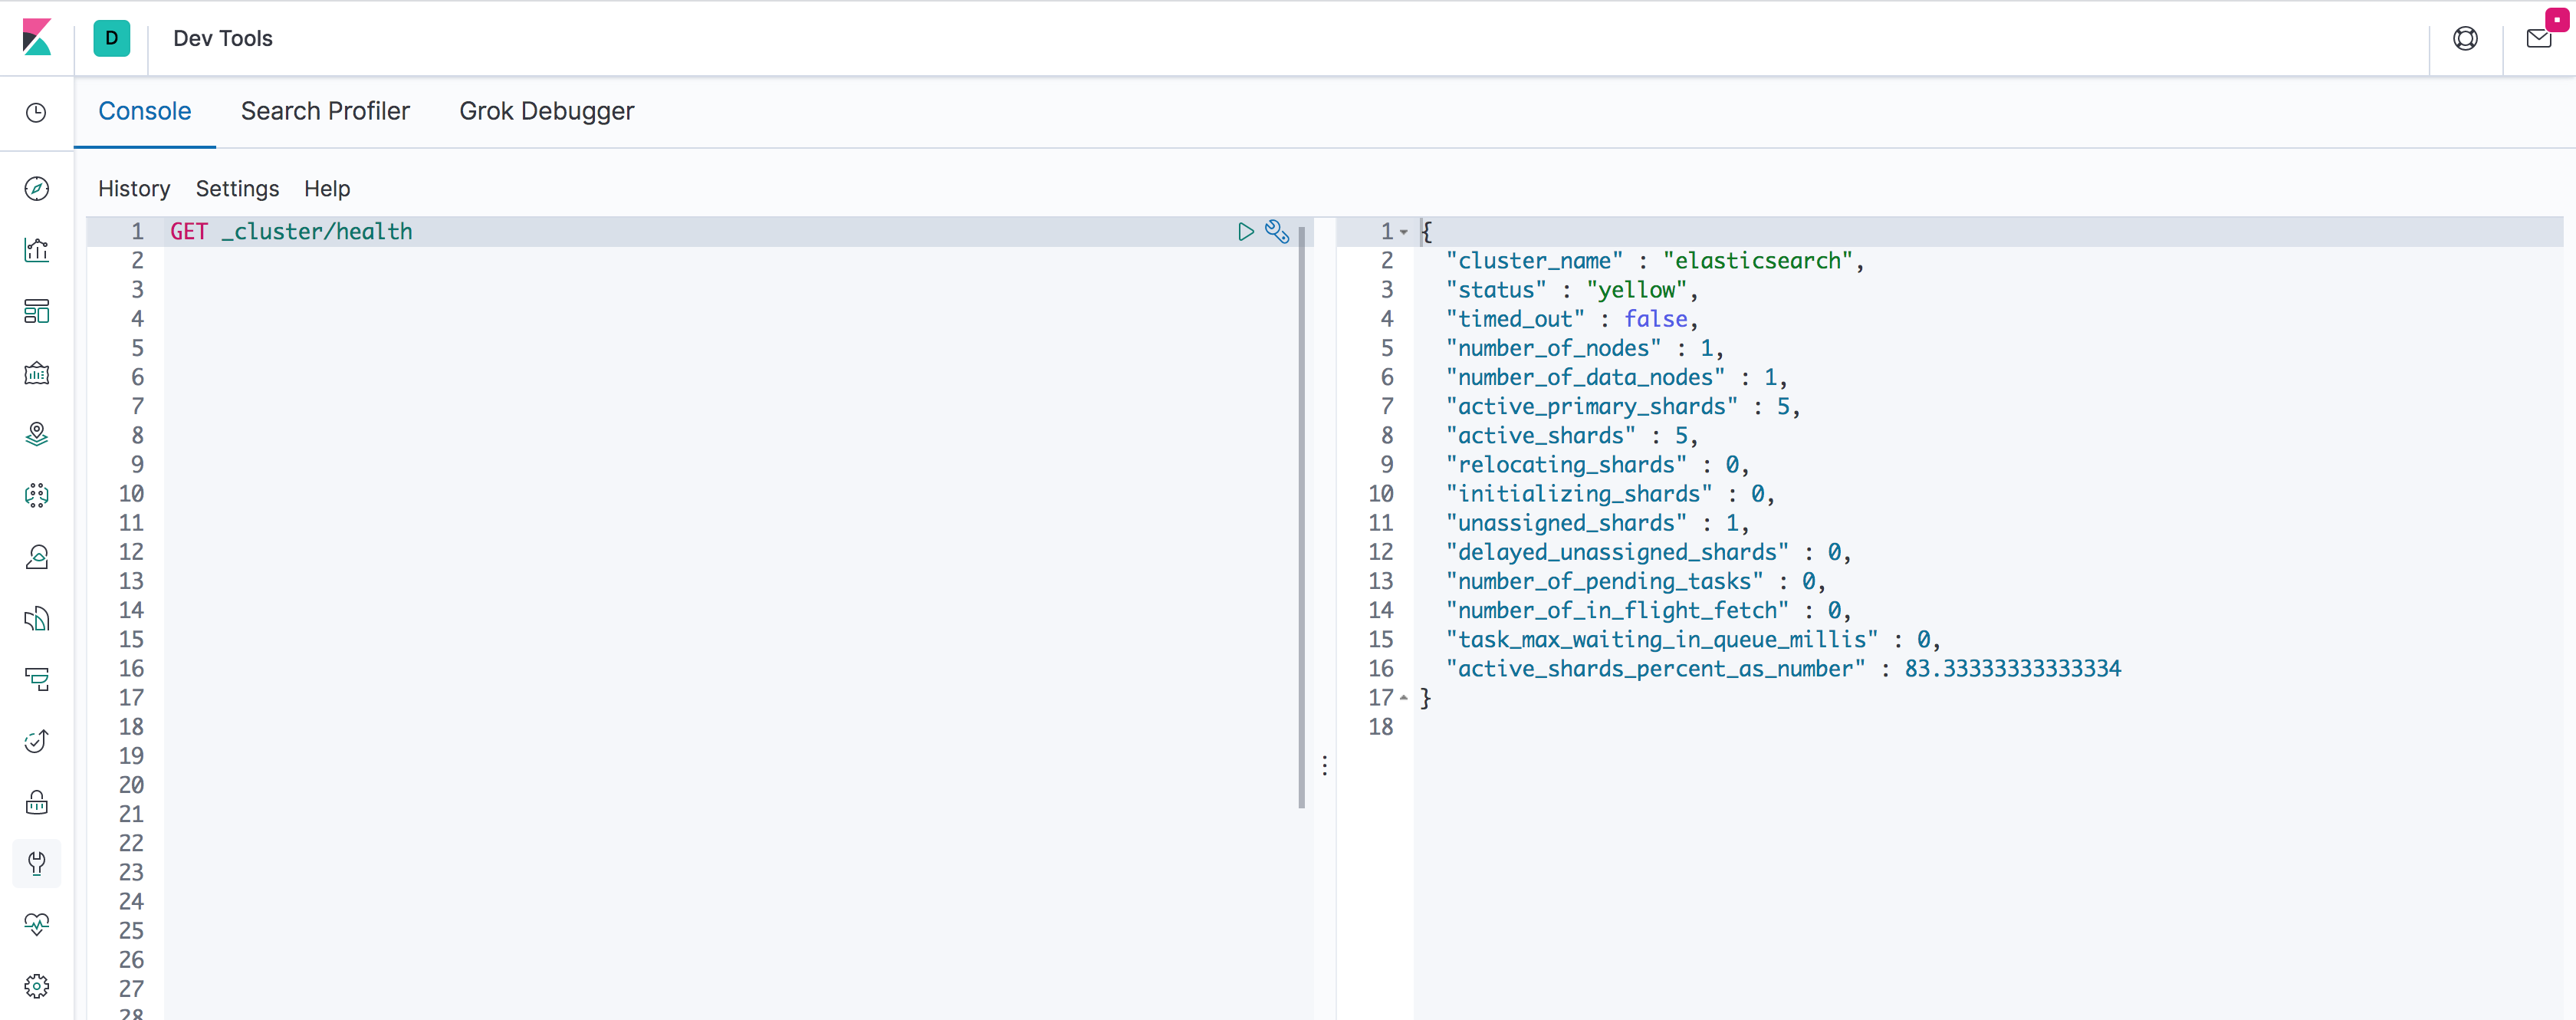 D Dev Tools
Console Search Profiler Grok Debugger
History Settings Help
1 GET _cluster/health
2
3
4
5
6
7
8
9
10
11
12
13
14
15
16
17
18
19
20
21
22
23
24
25
26
27
28
1 {
2 "cluster_name" : "elasticsearch",
3 "status" : "yellow",
4 "timed_out" : false,
5 "number_of_nodes" : 1,
6 "number_of_data_nodes" : 1,
7 "active_primary_shards" : 5,
8 "active_shards" : 5,
9 "relocating_shards" : 0,
10 "initializing_shards" : 0,
11 "unassigned_shards" : 1,
12 "delayed_unassigned_shards" : 0,
13 "number_of_pending_tasks" : 0,
14 "number_of_in_flight_fetch" : 0,
15 "task_max_waiting_in_queue_millis" : 0,
16 "active_shards_percent_as_number" : 83.33333333333334
17 }
18